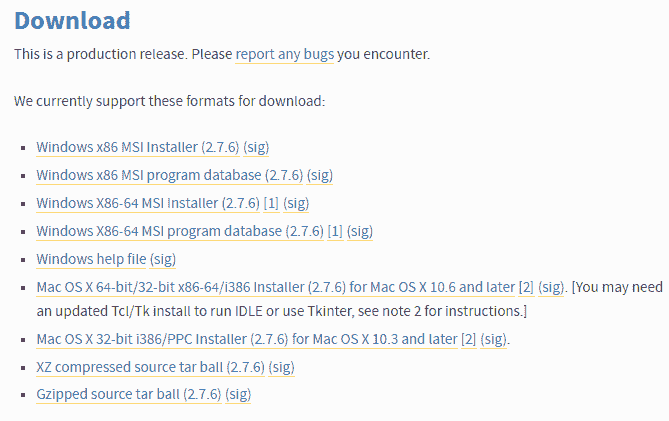 Download
This is a production release. Please report any bugs you encounter.
We currently support these formats for download:
Windows x86 MSI Installer (2.7.6) (sig)
Windows x86 MSI program database (2.7.6) (sig)
Windows X86-64 MSI Installer (2.7.6) [1] (sig)
Windows X86-64 MSI program database (2.7.6) [1] (sig)
Windows help file (sig)
Mac OS X 64-bit/32-bit x86-64/i386 Installer (2.7.6) for Mac OS X 10.6 and later [2] (sig). [You may need
an updated Tcl/Tk install to run IDLE or use Tkinter, see note 2 for instructions.]
Mac OS X 32-bit i386/PPC Installer (2.7.6) for Mac OS X 10.3 and later [2] (sig).
XZ compressed source tar ball (2.7.6) (sig)
Gzipped source tar ball (2.7.6) (sig)